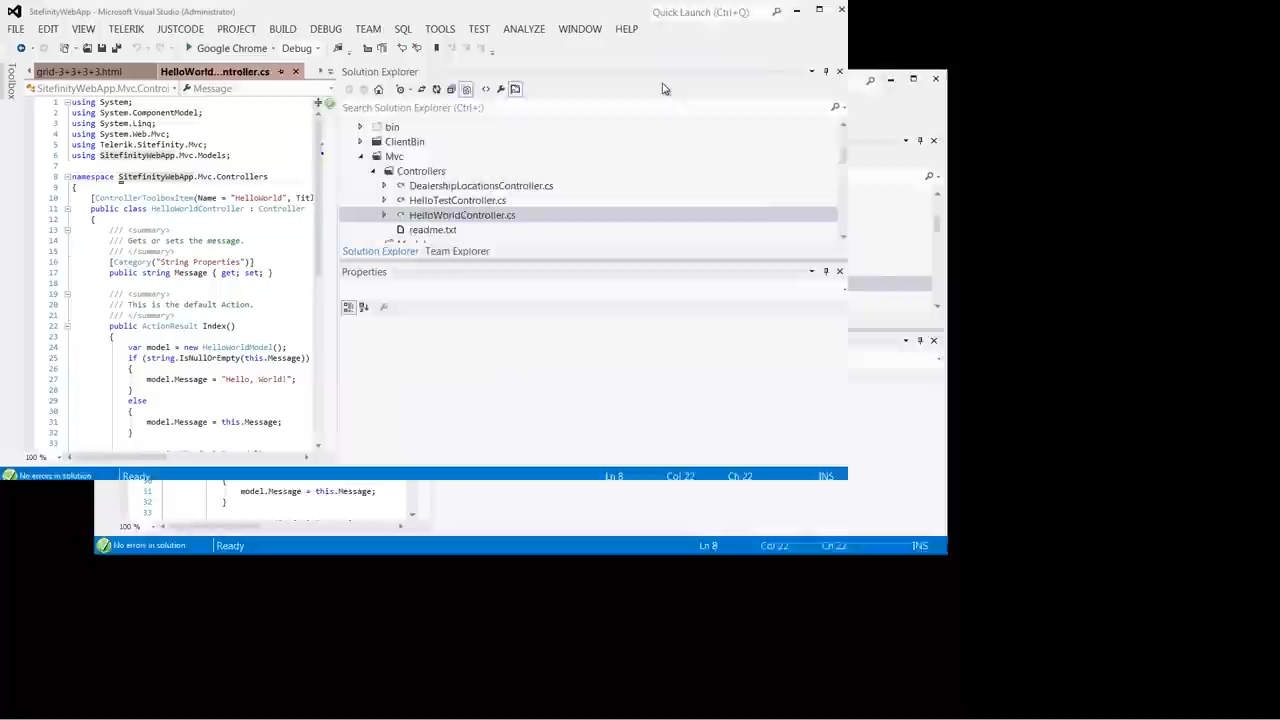 SitefinityWebApp - Microsoft Visual Studio (Administrator)
Quick Launch (Ctrl+Q)
FILE EDIT VIEW TELERIK JUSTCODE PROJECT BUILD DEBUG TEAM SQL TOOLS TEST ANALYZE WINDOW HELP
Google Chrome Debug
Toolbox
grid-3+3+3+3.html HelloWorld...ntroller.cs
SitefinityWebApp.Mvc.Control Message
1 using System;
2 using System.ComponentModel;
3 using System.Linq;
4 using System.Web.Mvc;
5 using Telerik.Sitefinity.Mvc;
6 using SitefinityWebApp.Mvc.Models;
7
8 namespace SitefinityWebApp.Mvc.Controllers
9 {
10 [ControllerToolboxItem(Name = "HelloWorld", Titl
11 public class HelloWorldController : Controller
12 {
13 /// <summary>
14 /// Gets or sets the message.
15 /// </summary>
16 [Category("String Properties")]
17 public string Message { get; set; }
18
19 /// <summary>
20 /// This is the default Action.
21 /// </summary>
22 public ActionResult Index()
23 {
24 var model = new HelloWorldModel();
25 if (string.IsNullOrEmpty(this.Message))
26 {
27 model.Message = "Hello, World!";
28 }
29 else
30 {
31 model.Message = this.Message;
32 }
33
100 %
Solution Explorer
Search Solution Explorer (Ctrl+;)
bin
ClientBin
Mvc
Controllers
DealershipLocationsController.cs
HelloTestController.cs
HelloWorldController.cs
readme.txt
Solution Explorer Team Explorer
Properties
No errors in solution Ready Ln 8 Col 22 Ch 22 INS
{
31 model.Message = this.Message;
32 }
33
100 %
No errors in solution Ready Ln 8 Col 22 Ch 22 INS